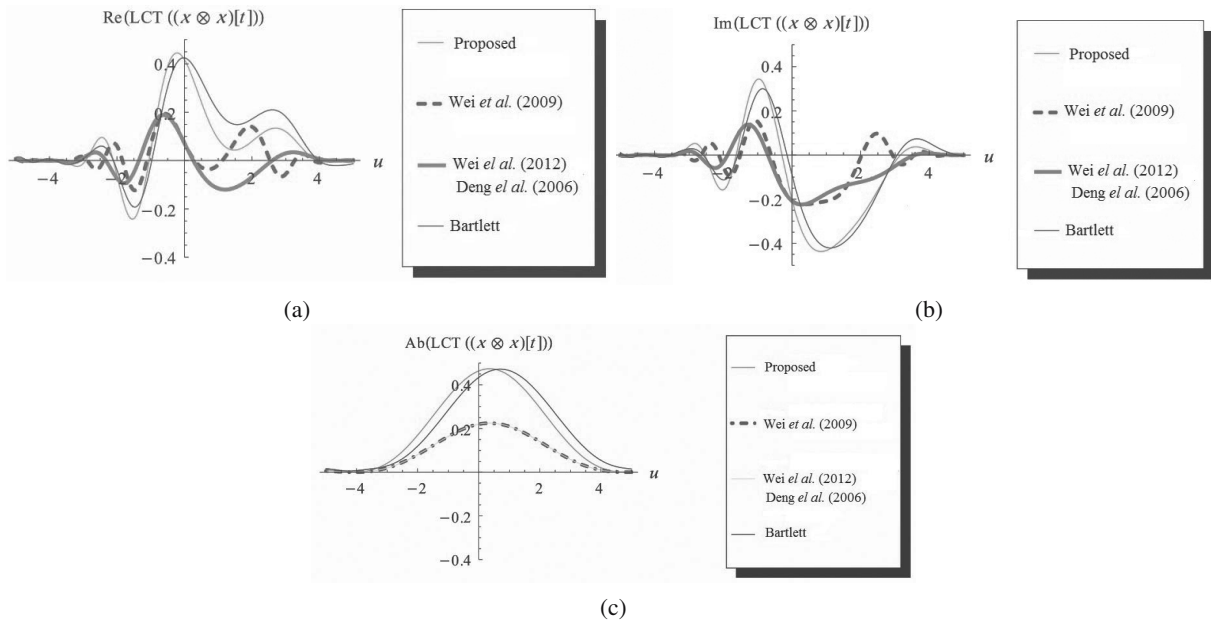 Re(LCT ((x ⊗ x)[t]))
0.4
0.2
−0.2
−0.4
−4
−2
2
4
u
Proposed
Wei et al. (2009)
Wei el al. (2012)
Deng el al. (2006)
Bartlett
(a)
Im(LCT ((x ⊗ x)[t]))
0.4
0.2
−0.2
−0.4
−4
−2
2
4
u
Proposed
Wei et al. (2009)
Wei el al. (2012)
Deng el al. (2006)
Bartlett
(b)
Ab(LCT ((x ⊗ x)[t]))
0.4
0.2
−0.2
−0.4
−4
−2
2
4
u
Proposed
Wei et al. (2009)
Wei el al. (2012)
Deng el al. (2006)
Bartlett
(c)